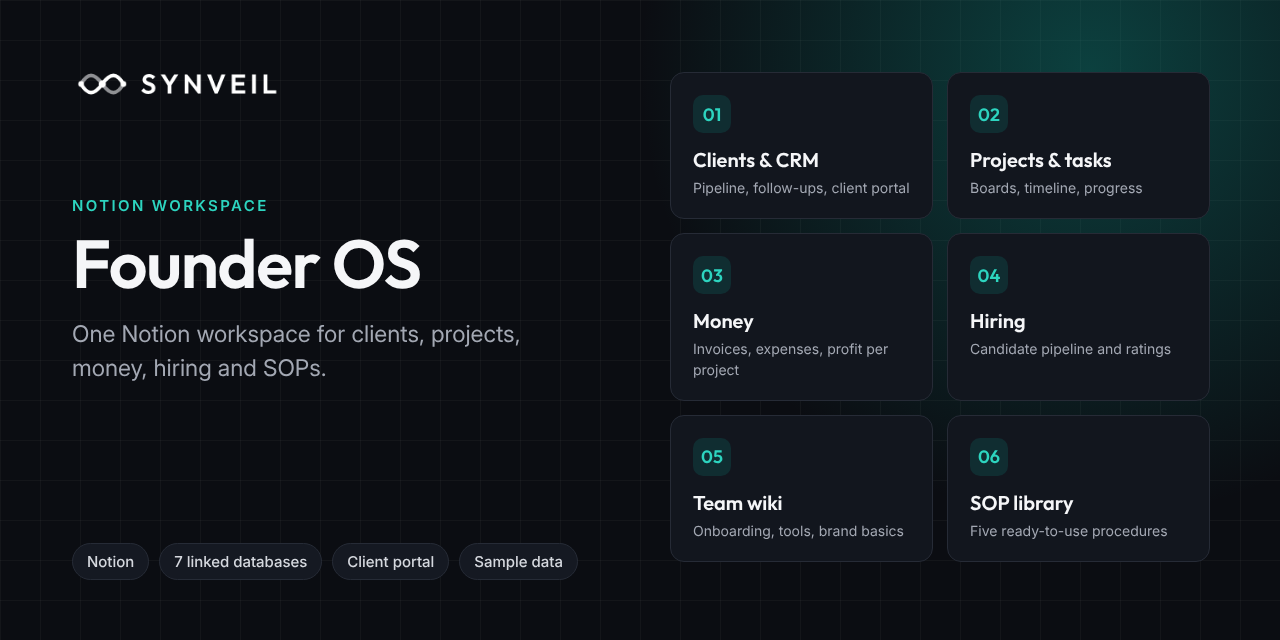 SYNVEIL
NOTION WORKSPACE
Founder OS
One Notion workspace for clients, projects,
money, hiring and SOPs.
Notion
7 linked databases
Client portal
Sample data
01
Clients & CRM
Pipeline, follow-ups, client portal
02
Projects & tasks
Boards, timeline, progress
03
Money
Invoices, expenses, profit per
project
04
Hiring
Candidate pipeline and ratings
05
Team wiki
Onboarding, tools, brand basics
06
SOP library
Five ready-to-use procedures